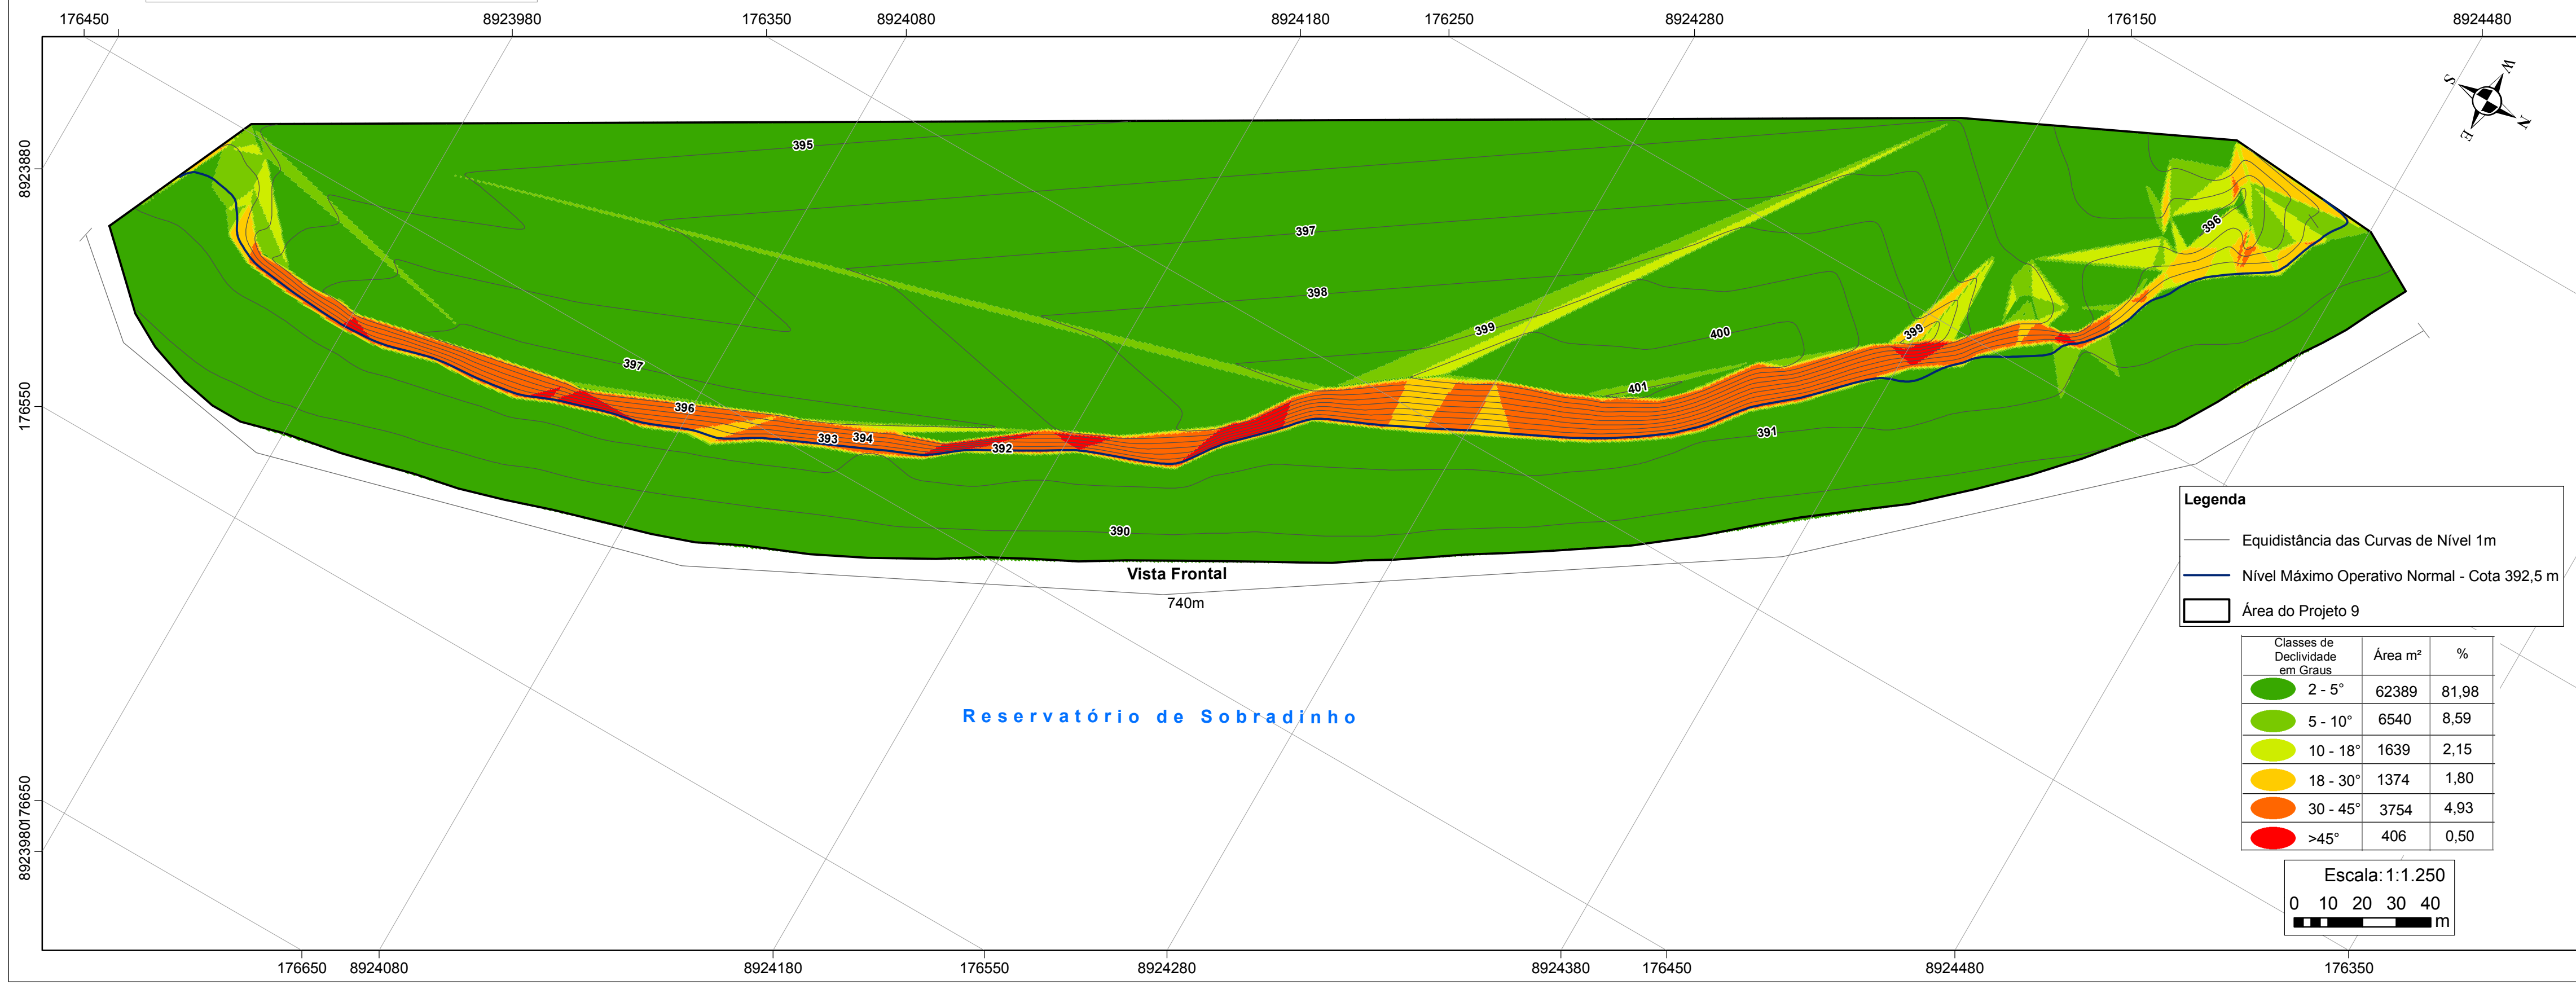 176450
8923980
176350
8924080
8924180
176250
8924280
176150
8924480
8923880
176550
176650
8923980
W
S
N
E
395
397
398
399
400
401
399
396
397
396
393
394
392
391
390
Vista Frontal
740m
Reservatório de Sobradinho
Legenda
Equidistância das Curvas de Nível 1m
Nível Máximo Operativo Normal - Cota 392,5 m
Área do Projeto 9
Classes de
Declividade
em Graus
Área m²
%
2 - 5° 62389 81,98
5 - 10° 6540 8,59
10 - 18° 1639 2,15
18 - 30° 1374 1,80
30 - 45° 3754 4,93
>45° 406 0,50
Escala: 1:1.250
0 10 20 30 40
m
176650
8924080
8924180
176550
8924280
8924380
176450
8924480
176350